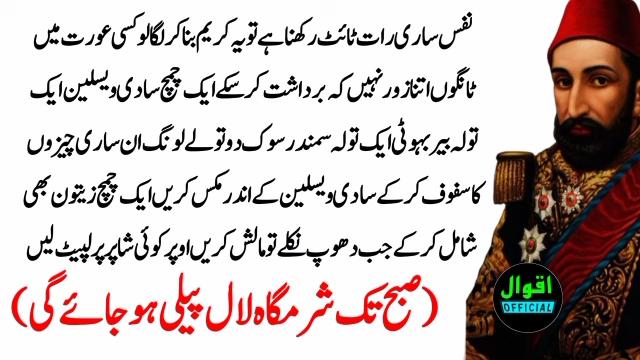 نفس ساری رات ٹائٹ رکھنا ہے تو یہ کریم بنا کر لگا لو کسی عورت میں
ٹانگوں اتنا زور نہیں کہ برداشت کر سکے ایک چمچ سادی ویسلین ایک
تولہ بیر بہوٹی ایک تولہ سمندر سوک دو تولے لونگ ان ساری چیزوں
کا سفوف کر کے سادی ویسلین کے اندر مکس کریں ایک چمچ زیتون بھی
شامل کر کے جب دھوپ نکلے تو مالش کریں اوپر کوئی شاپر پر لپیٹ لیں
(صبح تک شرمگاہ لال پیلی ہو جائے گی)
اقوال
OFFICIAL